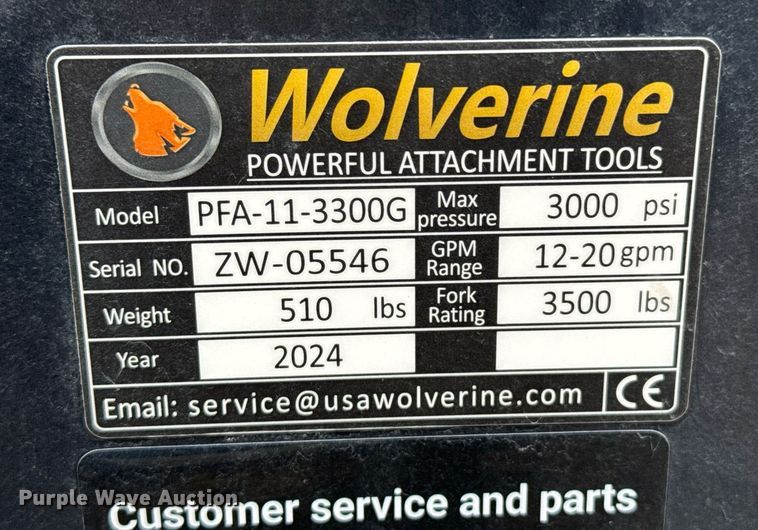 Wolverine
POWERFUL ATTACHMENT TOOLS
Model PFA-11-3300G Max pressure 3000 psi
Serial NO. ZW-05546 GPM Range 12-20 gpm
Weight 510 lbs Fork Rating 3500 lbs
Year 2024
Email: service@usawolverine.com CE
Customer service and parts
Purple Wave Auction